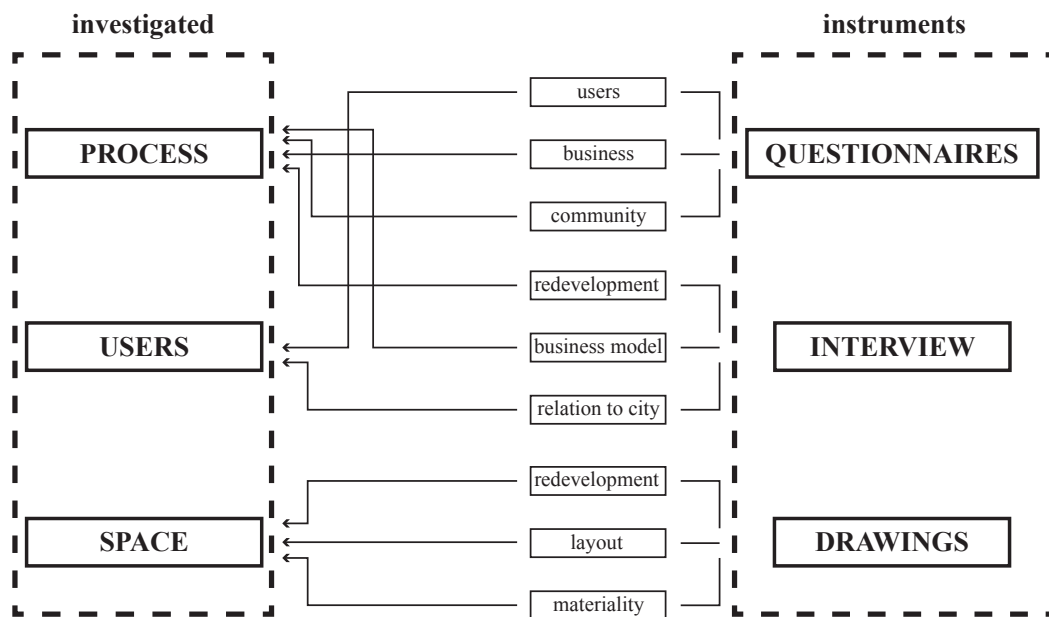 investigated
instruments
users
PROCESS
business
QUESTIONNAIRES
community
redevelopment
USERS
business model
INTERVIEW
relation to city
redevelopment
SPACE
layout
DRAWINGS
materiality